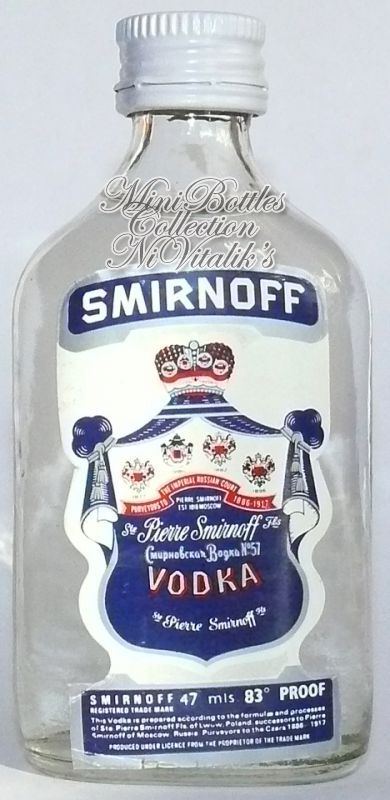 Mini Bottles
Collection
NiVitalik's
SMIRNOFF
1886 - 1917
THE IMPERIAL RUSSIAN COURT
PURVEYORS TO
PIERRE SMIRNOFF
EST 1818 MOSCOW
Ste Pierre Smirnoff Fls
Смирновская Водка №57
VODKA
Ste Pierre Smirnoff Fls
SMIRNOFF 47 mls 83° PROOF
REGISTERED TRADE MARK
This Vodka is prepared according to the formulae and processes
of Ste. Pierre Smirnoff Fls. of Lwow, Poland, successors to Pierre
Smirnoff of Moscow, Russia. Purveyors to the Czars 1886 - 1917
PRODUCED UNDER LICENCE FROM THE PROPRIETOR OF THE TRADE MARK